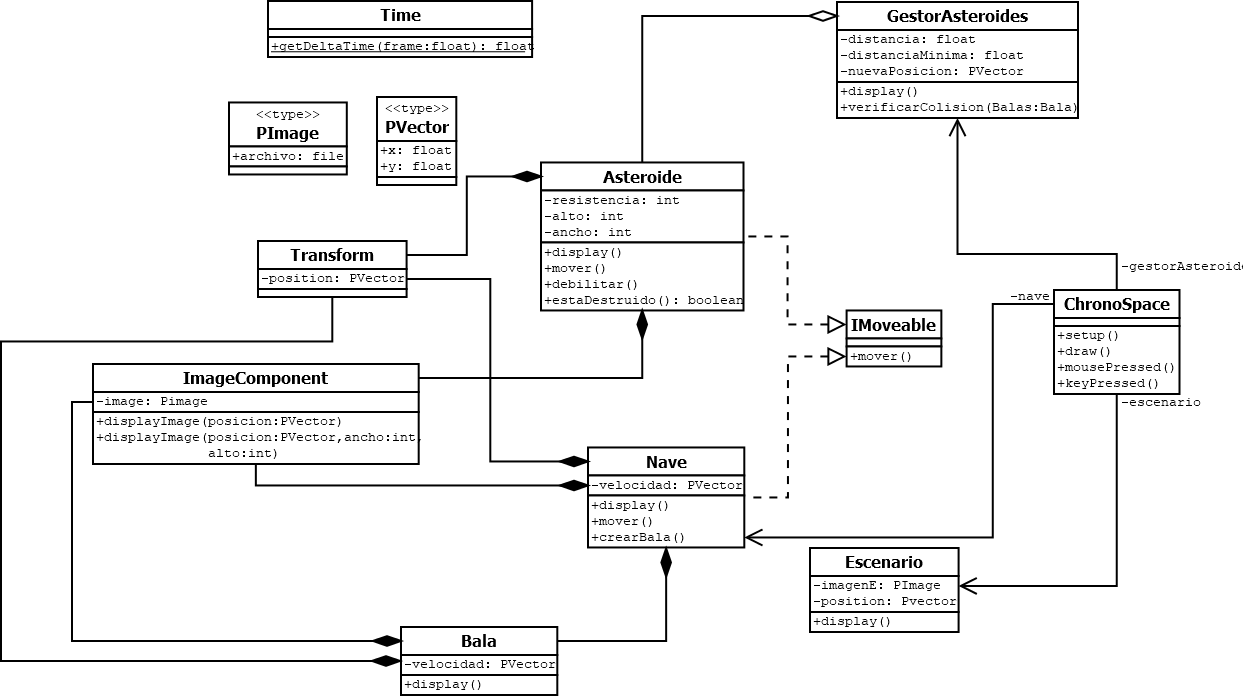 Time
+getDeltaTime(frame:float): float
GestorAsteroides
-distancia: float
-distanciaMinima: float
-nuevaPosicion: PVector
+display()
+verificarColision(Balas:Bala)
<<type>>
PImage
+archivo: file
<<type>>
PVector
+x: float
+y: float
Asteroide
-resistencia: int
-alto: int
-ancho: int
+display()
+mover()
+debilitar()
+estaDestruido(): boolean
Transform
-position: PVector
-gestorAsteroide
-nave
ChronoSpace
+setup()
+draw()
+mousePressed()
+keyPressed()
-escenario
IMoveable
+mover()
ImageComponent
-image: Pimage
+displayImage(posicion:PVector)
+displayImage(posicion:PVector,ancho:int,
alto:int)
Nave
-velocidad: PVector
+display()
+mover()
+crearBala()
Escenario
-imagenE: PImage
-position: Pvector
+display()
Bala
-velocidad: PVector
+display()